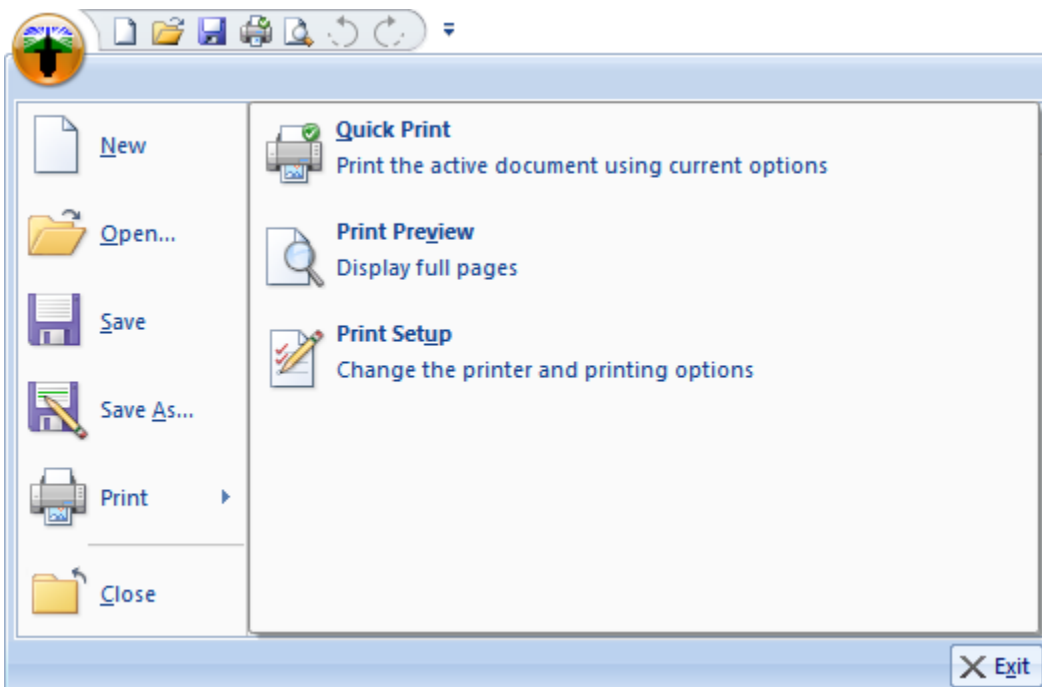 New
Open...
Save
Save As...
Print
Close
Quick Print
Print the active document using current options
Print Preview
Display full pages
Print Setup
Change the printer and printing options
Exit